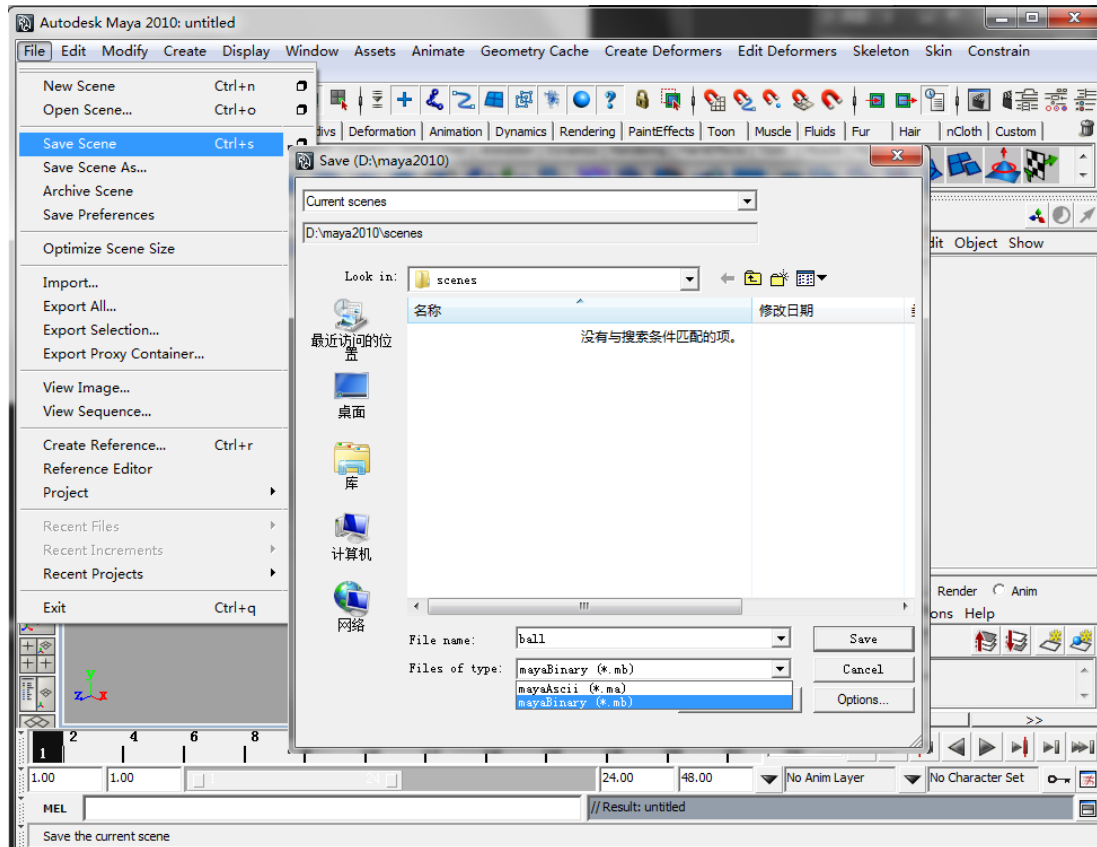 Autodesk Maya 2010: untitled
File Edit Modify Create Display Window Assets Animate Geometry Cache Create Deformers Edit Deformers Skeleton Skin Constrain
New Scene Ctrl+n
Open Scene... Ctrl+o
Save Scene Ctrl+s
Save Scene As...
Archive Scene
Save Preferences
Optimize Scene Size
Import...
Export All...
Export Selection...
Export Proxy Container...
View Image...
View Sequence...
Create Reference... Ctrl+r
Reference Editor
Project
Recent Files
Recent Increments
Recent Projects
Exit Ctrl+q
Deformation Animation Dynamics Rendering PaintEffects Toon Muscle Fluids Fur Hair nCloth Custom
Save (D:\maya2010)
Current scenes
D:\maya2010\scenes
Look in: scenes
名称 修改日期
没有与搜索条件匹配的项。
最近访问的位
置
桌面
库
计算机
网络
File name: ball Save
Files of type: mayaBinary (*.mb) Cancel
mayaAscii (*.ma)
mayaBinary (*.mb)
Options...
Object Show
Render Anim
Help
>>
y
z x
2 4 6 8
1
1.00 1.00 1 24 24.00 48.00 No Anim Layer No Character Set
MEL // Result: untitled
Save the current scene